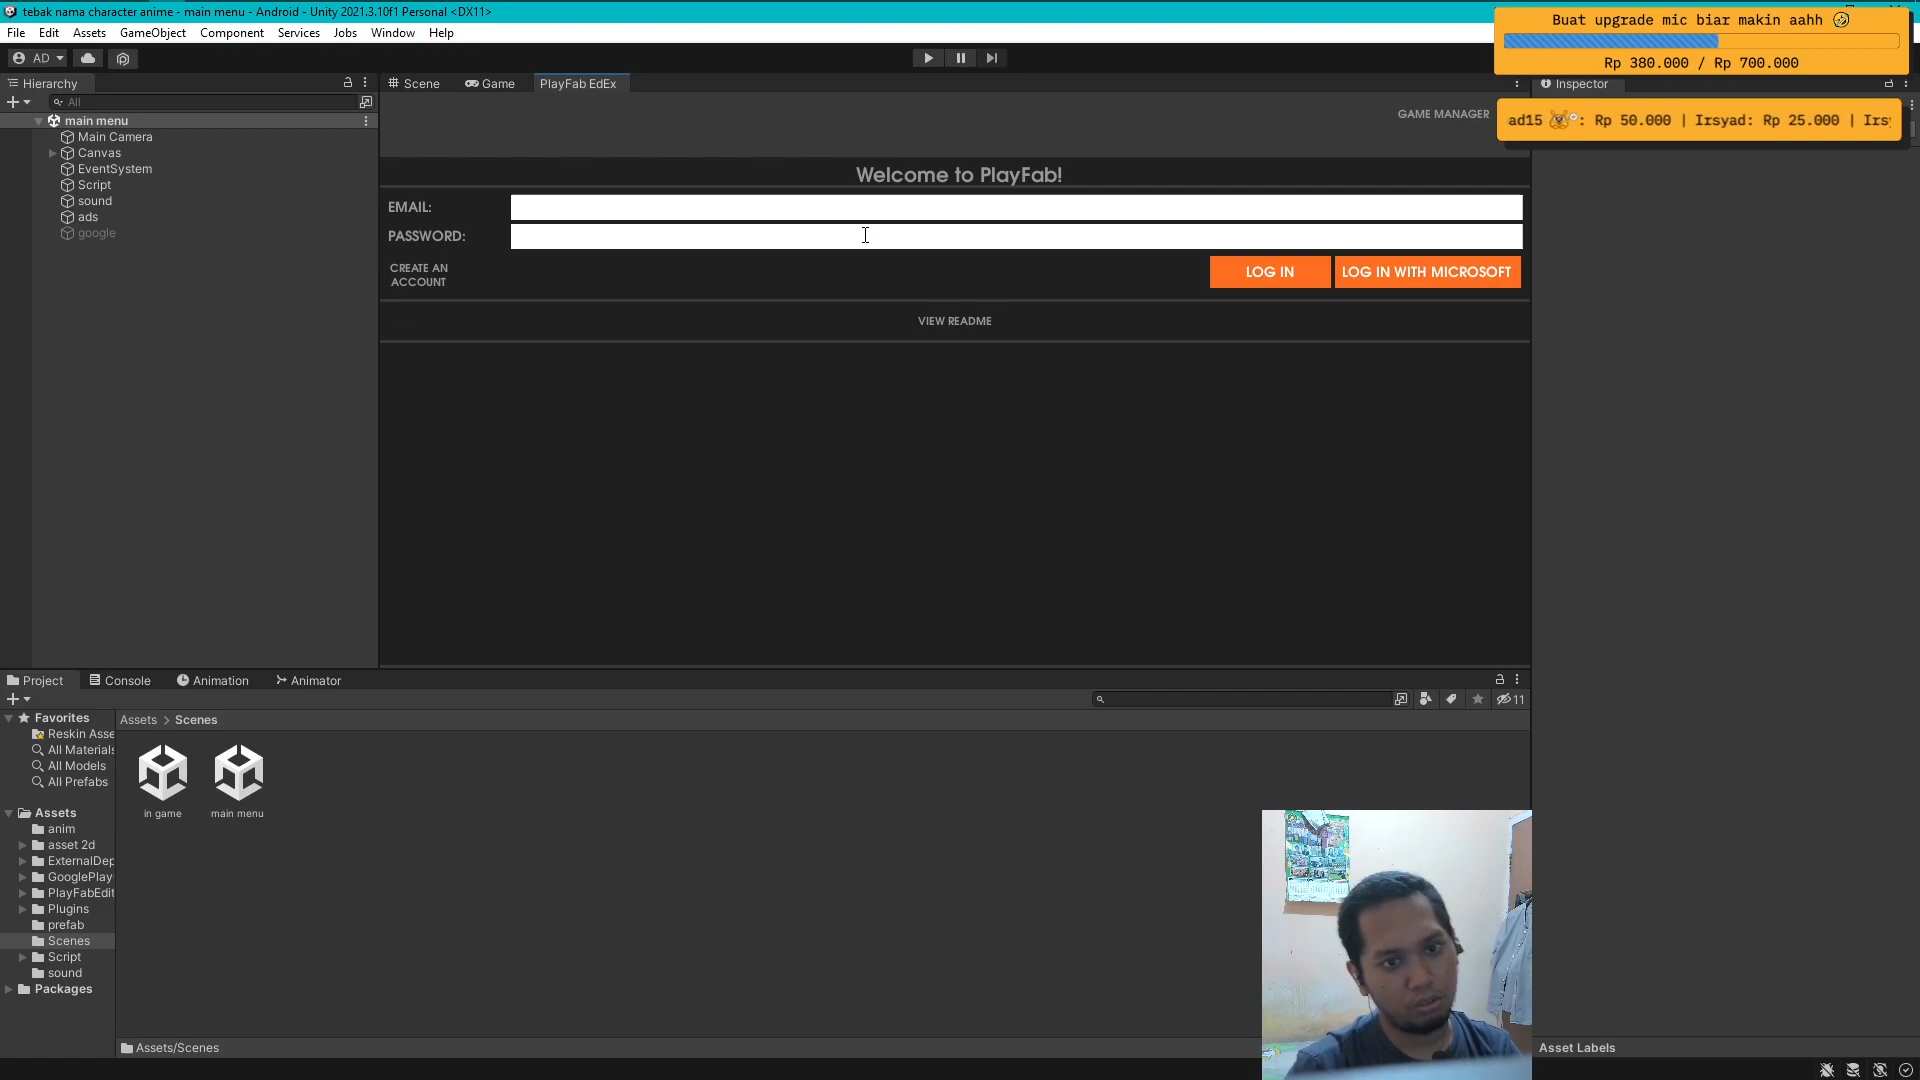 tebak nama character anime - main menu - Android - Unity 2021.3.10f1 Personal <DX11>
File Edit Assets GameObject Component Services Jobs Window Help
Buat upgrade mic biar makin aahh 🤣
Rp 380.000 / Rp 700.000
AD
Hierarchy
Scene Game PlayFab EdEx
Inspector
All
GAME MANAGER
ad15 : Rp 50.000 | Irsyad: Rp 25.000 | Irs
main menu
Main Camera
Canvas
EventSystem
Script
sound
ads
google
Welcome to PlayFab!
EMAIL:
PASSWORD:
CREATE AN
ACCOUNT
LOG IN
LOG IN WITH MICROSOFT
VIEW README
Project Console Animation Animator
11
Favorites
Reskin Asse
All Materials
All Models
All Prefabs
Assets
anim
asset 2d
ExternalDep
GooglePlay
PlayFabEdit
Plugins
prefab
Scenes
Script
sound
Packages
Assets > Scenes
in game
main menu
Assets/Scenes
Asset Labels